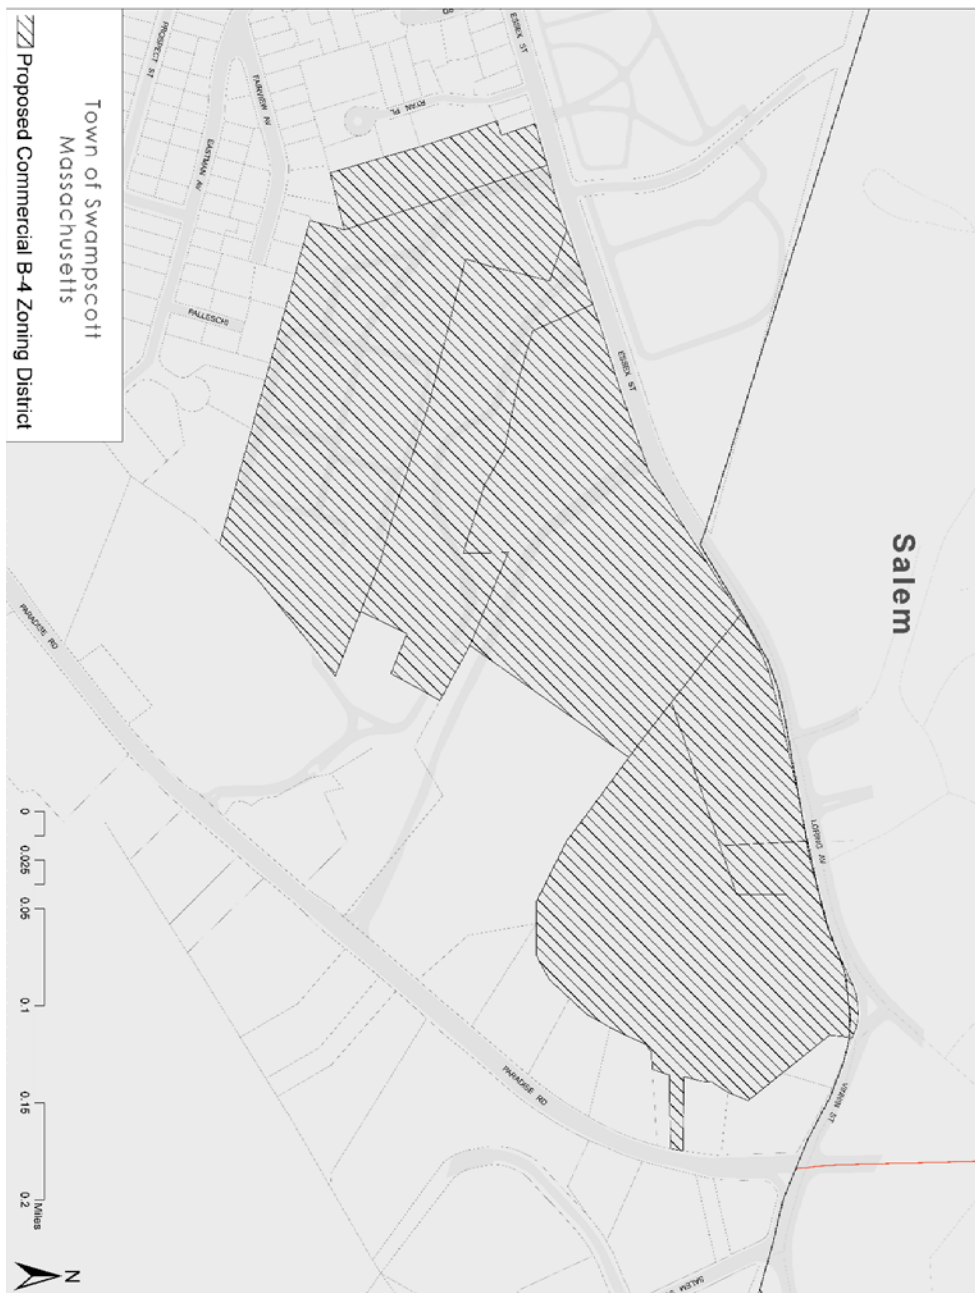 Town of Swampscott
Massachusetts
Proposed Commercial B-4 Zoning District
Salem
ESSEX ST
RYAN PL
PROSPECT ST
FAIRVIEW AV
EASTMAN AV
PALLESCHI
ESSEX ST
LORING AV
VINNIN ST
PARADISE RD
PARADISE RD
SALEM S
0 0.025 0.05 0.1 0.15 0.2
Miles
N